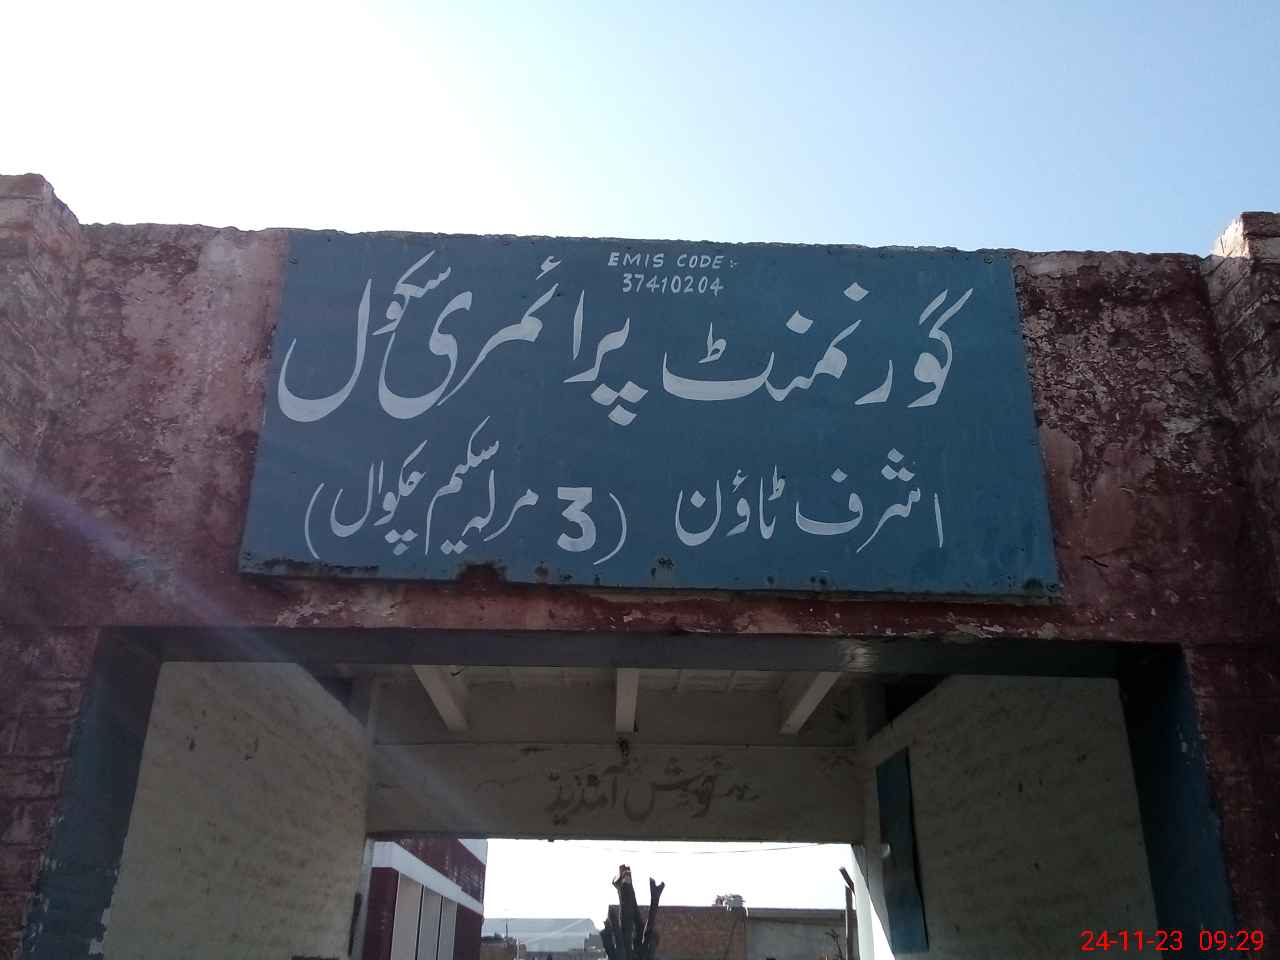 EMIS CODE:-
37410204
گورنمنٹ پرائمری سکول
اشرف ٹاؤن (3 مرلہ سکیم چکوال)
خوش آمدید
24-11-23 09:29